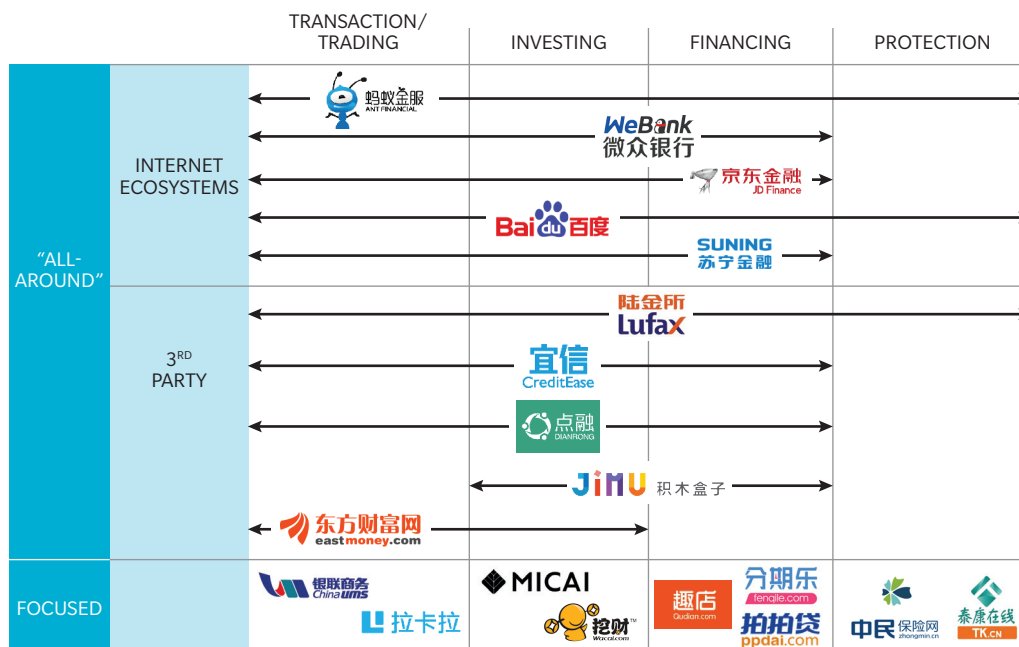 TRANSACTION/
TRADING
INVESTING
FINANCING
PROTECTION
“ALL-
AROUND”
INTERNET
ECOSYSTEMS
蚂蚁金服
ANT FINANCIAL
WeBank
微众银行
京东金融
JD Finance
Baidu百度
SUNING
苏宁金融
3RD
PARTY
陆金所
Lufax
宜信
CreditEase
点融
DIANRONG
JiMU 积木盒子
东方财富网
eastmoney.com
FOCUSED
银联商务
China ums
拉卡拉
MICAI
挖财™
Wacai.com
趣店
Qudian.com
分期乐
fenqile.com
拍拍贷
ppdai.com
中民保险网
zhongmin.cn
泰康在线
TK.CN